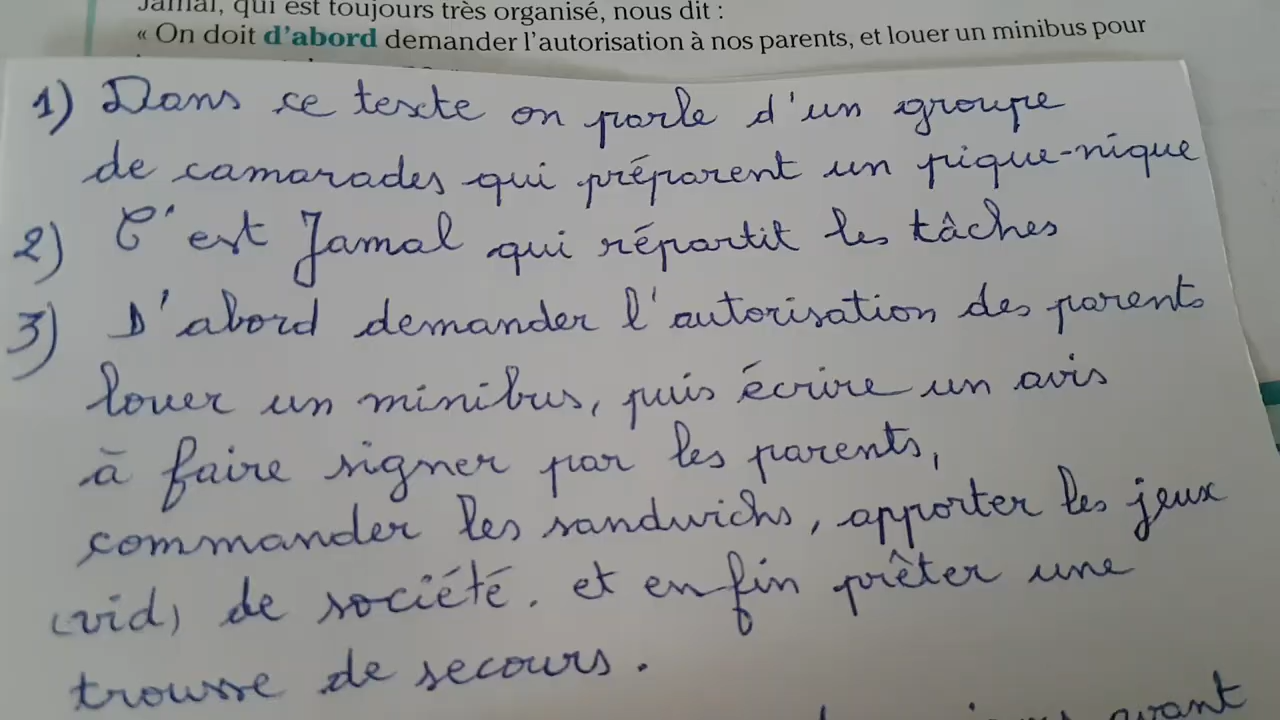 Jamal, qui est toujours très organisé, nous dit :
« On doit d'abord demander l'autorisation à nos parents, et louer un minibus pour
1) Dans ce texte on parle d'un groupe
de camarades qui préparent un pique-nique
2) C'est Jamal qui répartit les tâches
3) D'abord demander l'autorisation des parents
louer un minibus, puis écrire un avis
à faire signer par les parents,
commander les sandwichs, apporter les jeux
(vid) de société. et enfin prêter une
trousse de secours.
avant